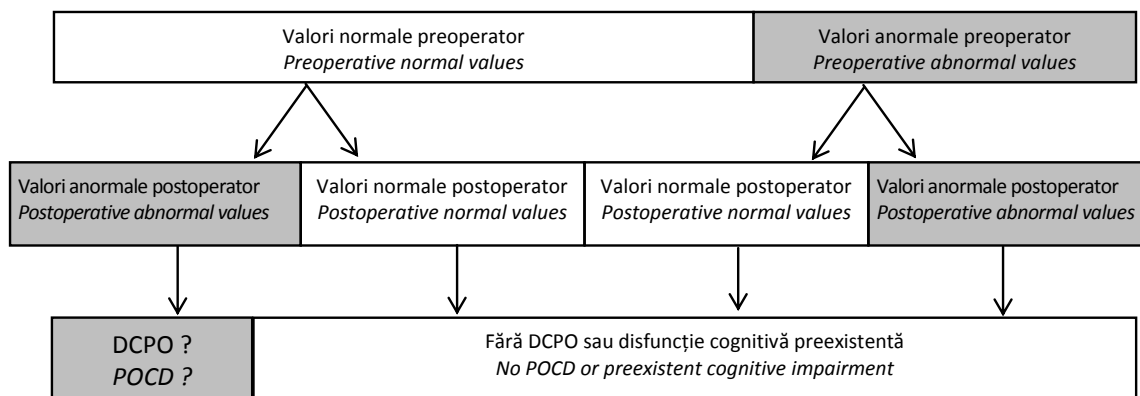 Valori normale preoperator
Preoperative normal values
Valori anormale preoperator
Preoperative abnormal values
Valori anormale postoperator
Postoperative abnormal values
Valori normale postoperator
Postoperative normal values
Valori normale postoperator
Postoperative normal values
Valori anormale postoperator
Postoperative abnormal values
DCPO ?
POCD ?
Fără DCPO sau disfuncție cognitivă preexistentă
No POCD or preexistent cognitive impairment